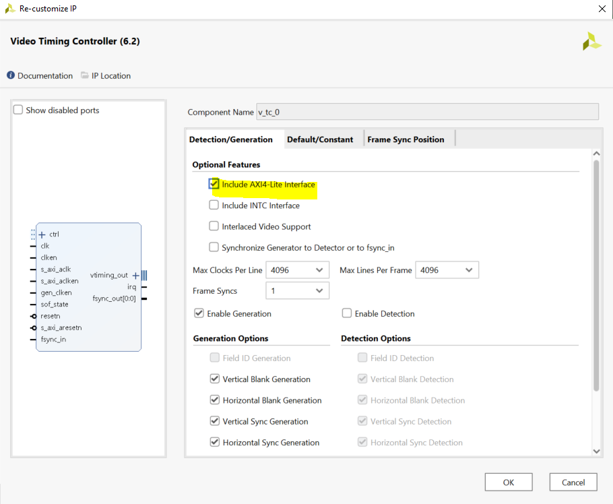 Re-customize IP
Video Timing Controller (6.2)
Documentation IP Location
Show disabled ports
Component Name v_tc_0
Detection/Generation Default/Constant Frame Sync Position
Optional Features
Include AXI4-Lite Interface
Include INTC Interface
Interlaced Video Support
Synchronize Generator to Detector or to fsync_in
Max Clocks Per Line 4096 Max Lines Per Frame 4096
Frame Syncs 1
Enable Generation Enable Detection
Generation Options Detection Options
Field ID Generation Field ID Detection
Vertical Blank Generation Vertical Blank Detection
Horizontal Blank Generation Horizontal Blank Detection
Vertical Sync Generation Vertical Sync Detection
Horizontal Sync Generation Horizontal Sync Detection
ctrl
clk
clken
s_axi_aclk
s_axi_aclken
gen_clken
sof_state
resetn
s_axi_aresetn
fsync_in
vtiming_out
irq
fsync_out[0:0]
OK Cancel